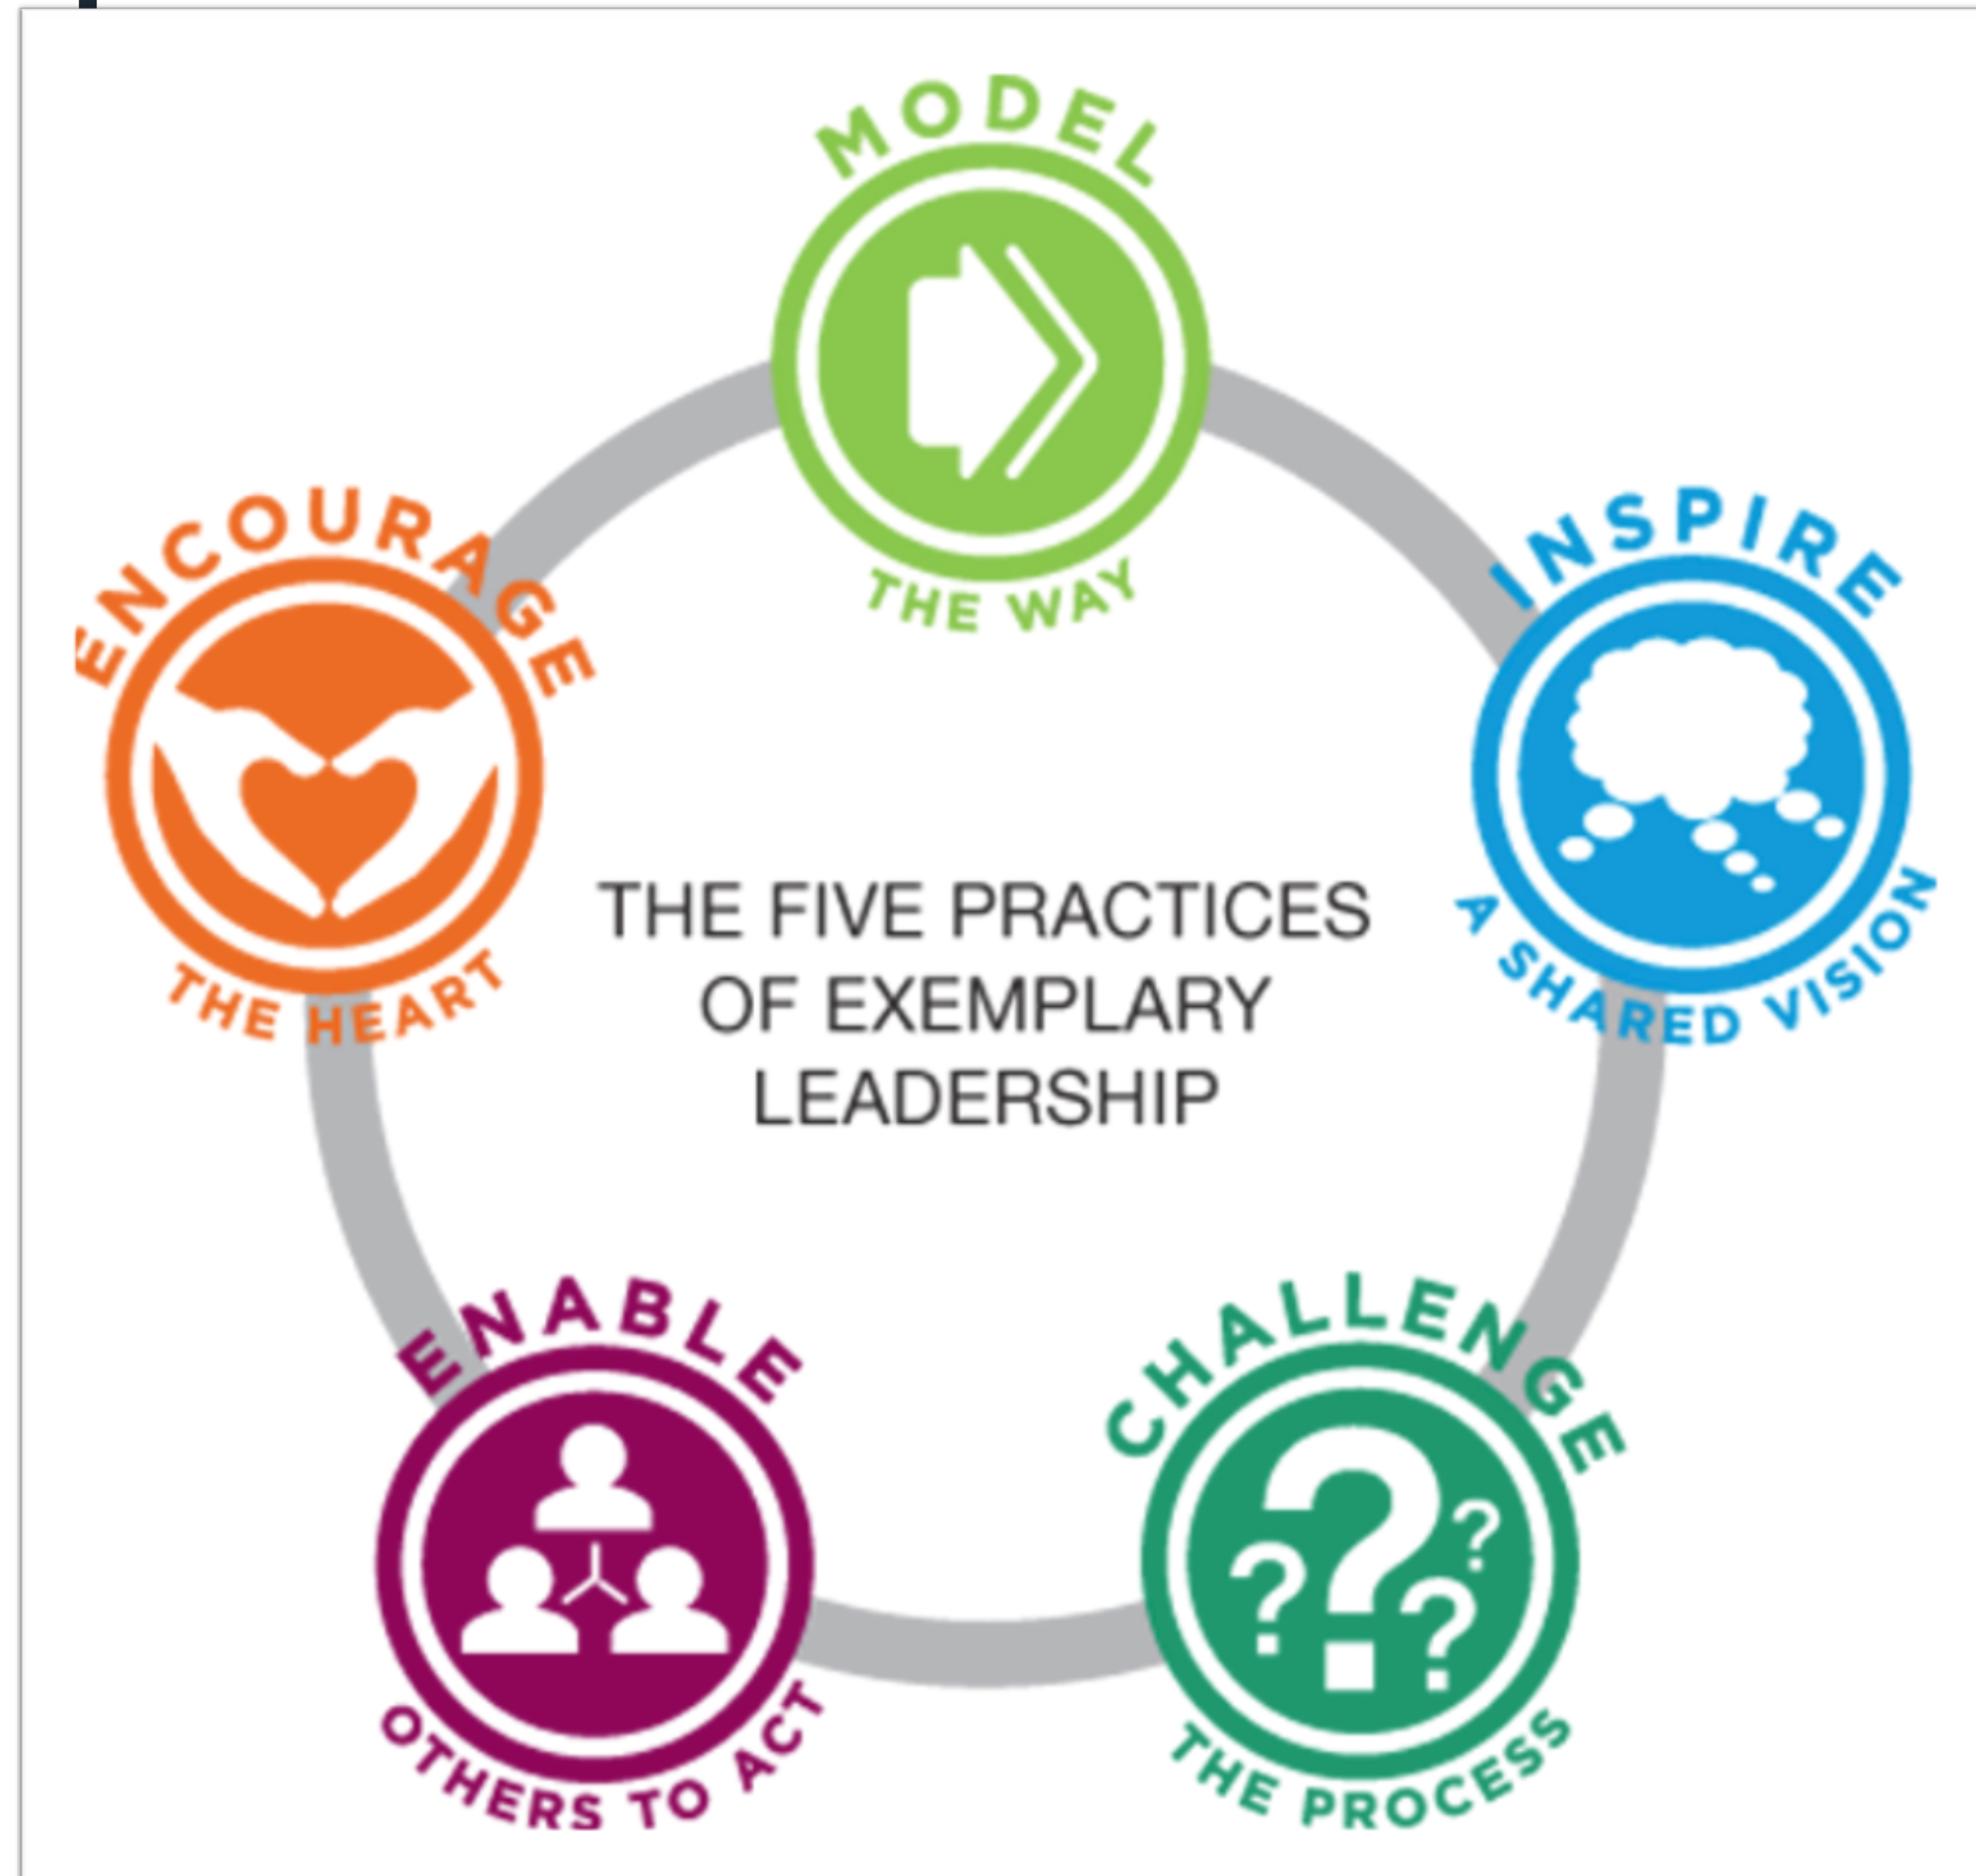 MODEL
THE WAY
INSPIRE
A SHARED VISION
CHALLENGE
THE PROCESS
ENABLE
OTHERS TO ACT
ENCOURAGE
THE HEART
THE FIVE PRACTICES
OF EXEMPLARY
LEADERSHIP
?
?
?
?